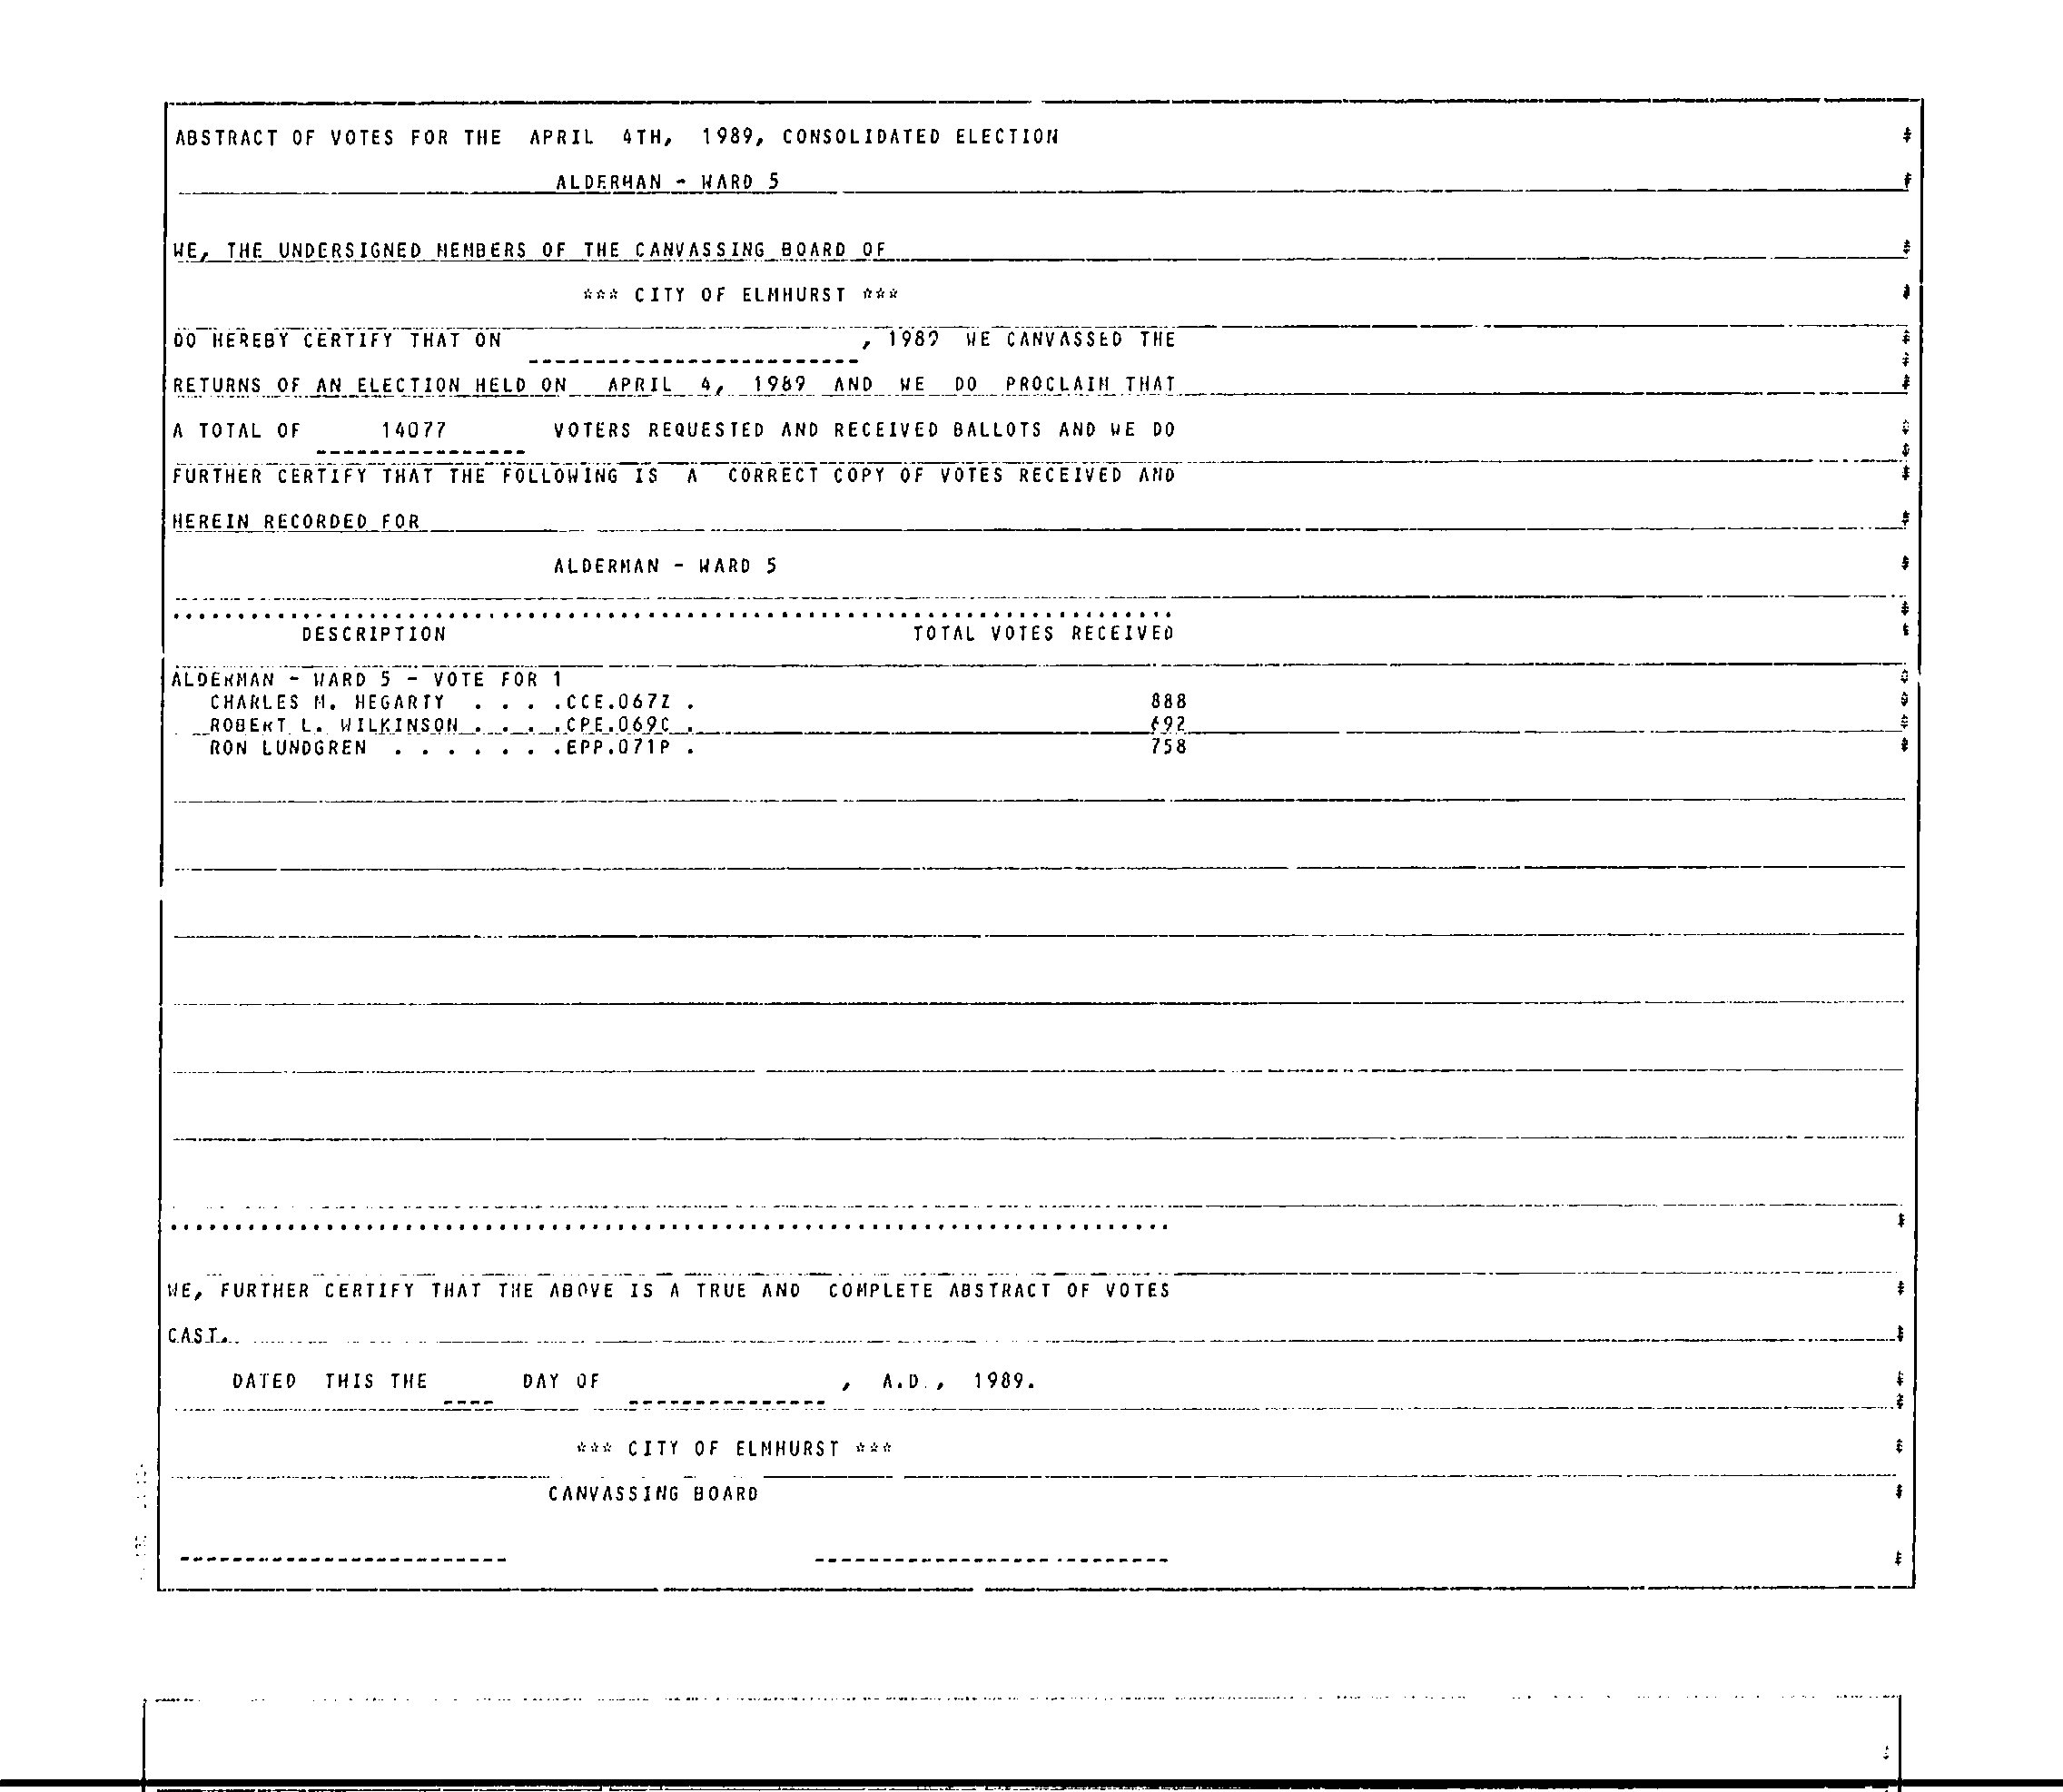 ABSTRACT OF VOTES FOR THE APRIL 4TH, 1989, CONSOLIDATED ELECTION
ALDERMAN - WARD 5
WE, THE UNDERSIGNED MEMBERS OF THE CANVASSING BOARD OF
*** CITY OF ELMHURST ***
DO HEREBY CERTIFY THAT ON , 1989 WE CANVASSED THE
RETURNS OF AN ELECTION HELD ON APRIL 4, 1989 AND WE DO PROCLAIM THAT
A TOTAL OF 14077 VOTERS REQUESTED AND RECEIVED BALLOTS AND WE DO
FURTHER CERTIFY THAT THE FOLLOWING IS A CORRECT COPY OF VOTES RECEIVED AND
HEREIN RECORDED FOR
ALDERMAN - WARD 5
DESCRIPTION TOTAL VOTES RECEIVED
ALDERMAN - WARD 5 - VOTE FOR 1
CHARLES M. HEGARTY . . . .CCE.067Z . 888
ROBERT L. WILKINSON . . . .CPE.069C . 692
RON LUNDGREN . . . . . . .EPP.071P . 758
WE, FURTHER CERTIFY THAT THE ABOVE IS A TRUE AND COMPLETE ABSTRACT OF VOTES
CAST.
DATED THIS THE DAY OF , A.D., 1989.
*** CITY OF ELMHURST ***
CANVASSING BOARD